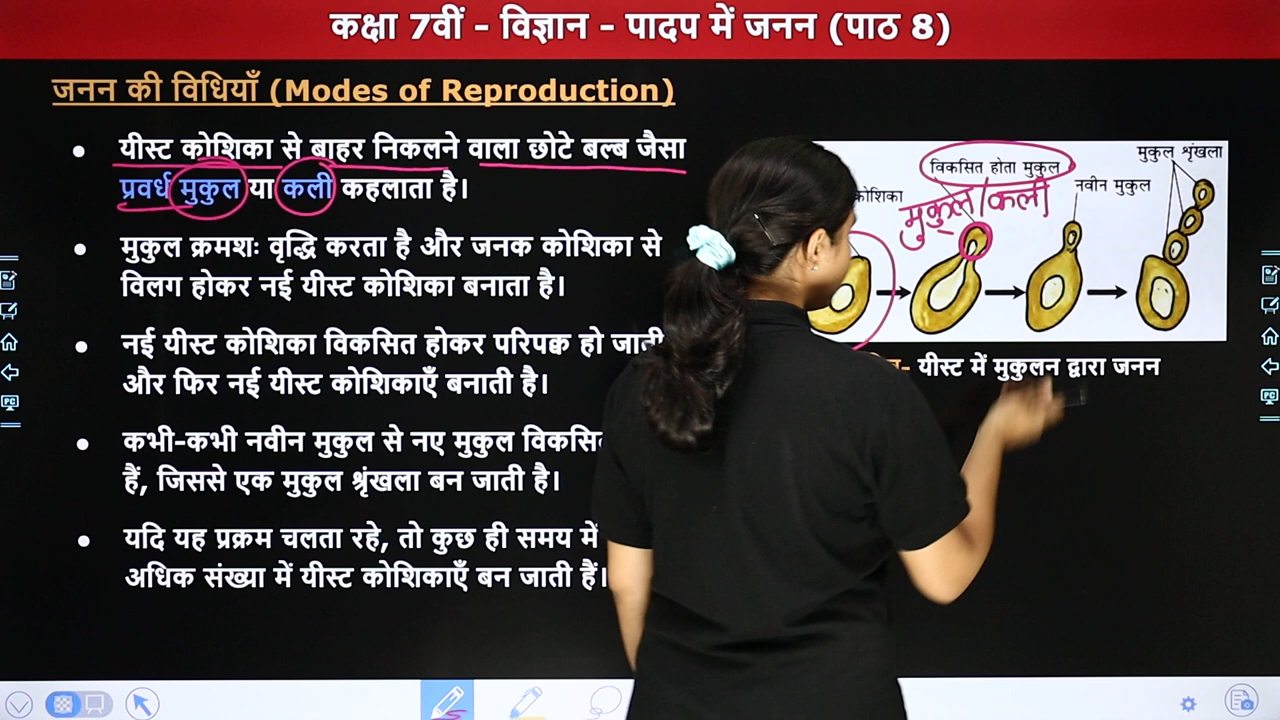 कक्षा 7वीं - विज्ञान - पादप में जनन (पाठ 8)
जनन की विधियाँ (Modes of Reproduction)
यीस्ट कोशिका से बाहर निकलने वाला छोटे बल्ब जैसा
प्रवर्ध मुकुल या कली कहलाता है।
मुकुल क्रमशः वृद्धि करता है और जनक कोशिका से
विलग होकर नई यीस्ट कोशिका बनाता है।
नई यीस्ट कोशिका विकसित होकर परिपक्व हो जाती
और फिर नई यीस्ट कोशिकाएँ बनाती है।
कभी-कभी नवीन मुकुल से नए मुकुल
हैं, जिससे एक मुकुल श्रृंखला बन जाती है।
यदि यह प्रक्रम चलता रहे, तो कुछ ही समय में
अधिक संख्या में यीस्ट कोशिकाएँ बन जाती हैं।
कोशिका
विकसित होता मुकुल
मुकुल/कली
नवीन मुकुल
मुकुल श्रृंखला
यीस्ट में मुकुलन द्वारा जनन
PC
PC